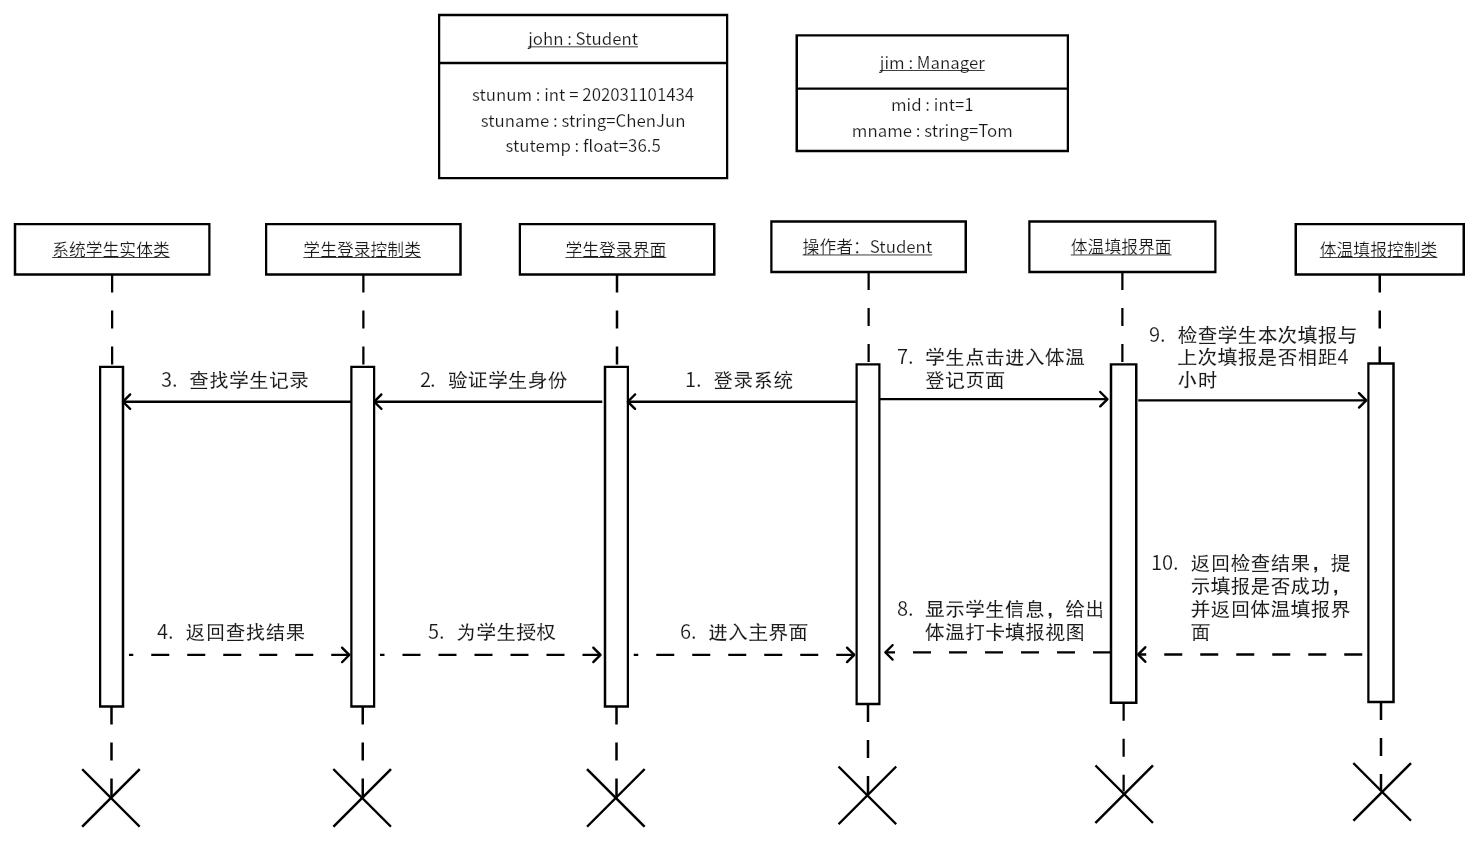 john : Student
stunum : int = 202031101434
stuname : string=ChenJun
stutemp : float=36.5
jim : Manager
mid : int=1
mname : string=Tom
系统学生实体类
学生登录控制类
学生登录界面
操作者：Student
体温填报界面
体温填报控制类
3. 查找学生记录
2. 验证学生身份
1. 登录系统
7. 学生点击进入体温
登记页面
9. 检查学生本次填报与
上次填报是否相距4
小时
4. 返回查找结果
5. 为学生授权
6. 进入主界面
8. 显示学生信息，给出
体温打卡填报视图
10. 返回检查结果，提
示填报是否成功，
并返回体温填报界
面